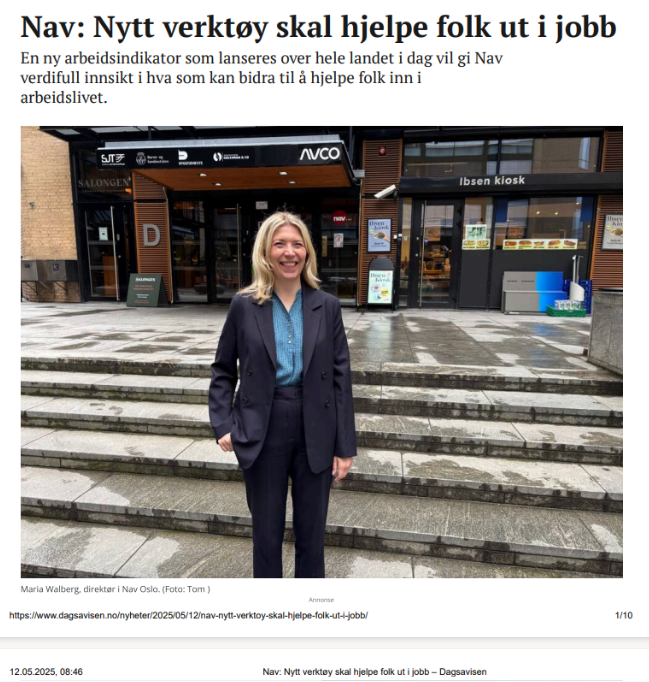 Nav: Nytt verktøy skal hjelpe folk ut i jobb
En ny arbeidsindikator som lanseres over hele landet i dag vil gi Nav
verdifull innsikt i hva som kan bidra til å hjelpe folk inn i
arbeidslivet.
SJT
AVCO
SALONGEN
Ibsen kiosk
D
nav
Ibsen
Kiosk
SALONGEN
Maria Walberg, direktør i Nav Oslo. (Foto: Tom )
Annonse
https://www.dagsavisen.no/nyheter/2025/05/12/nav-nytt-verktoy-skal-hjelpe-folk-ut-i-jobb/
1/10
12.05.2025, 08:46
Nav: Nytt verktøy skal hjelpe folk ut i jobb – Dagsavisen